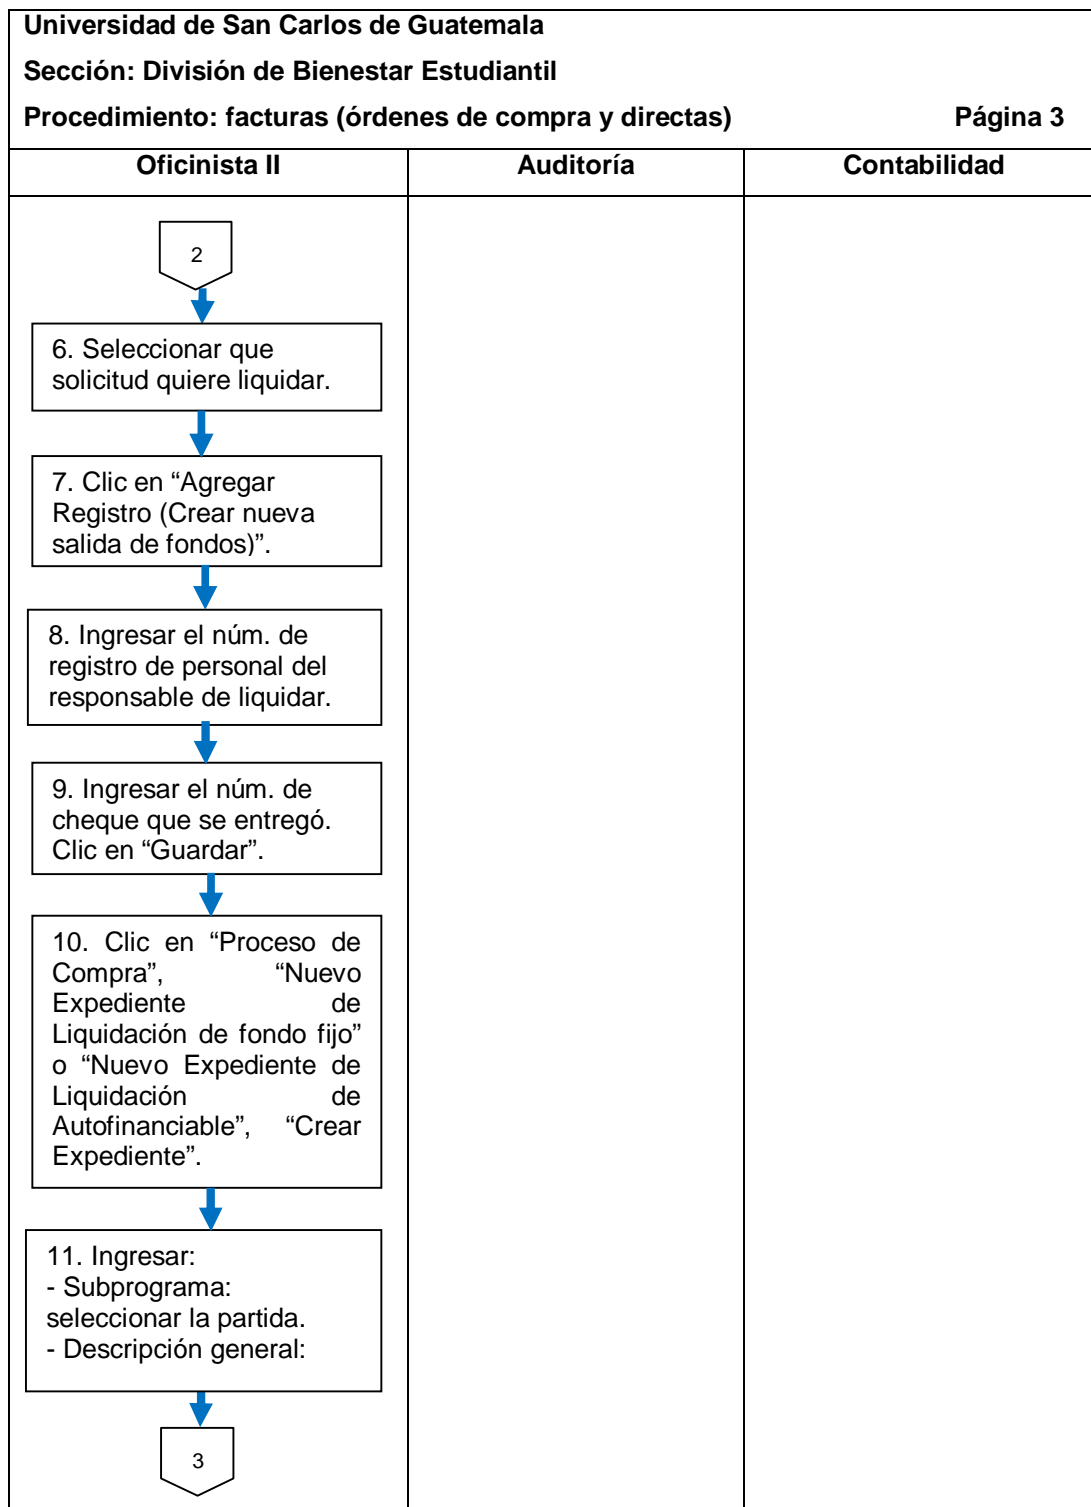 Universidad de San Carlos de Guatemala
Sección: División de Bienestar Estudiantil
Procedimiento: facturas (órdenes de compra y directas) Página 3
Oficinista II Auditoría Contabilidad
2
6. Seleccionar que
solicitud quiere liquidar.
7. Clic en “Agregar
Registro (Crear nueva
salida de fondos)”.
8. Ingresar el núm. de
registro de personal del
responsable de liquidar.
9. Ingresar el núm. de
cheque que se entregó.
Clic en “Guardar”.
10. Clic en “Proceso de
Compra”, “Nuevo
Expediente de
Liquidación de fondo fijo”
o “Nuevo Expediente de
Liquidación de
Autofinanciable”, “Crear
Expediente”.
11. Ingresar:
- Subprograma:
seleccionar la partida.
- Descripción general:
3